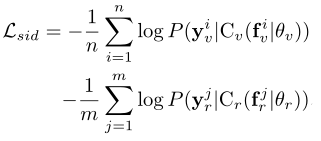 \mathcal{L}_{sid} = -\frac{1}{n} \sum_{i=1}^{n} \log P(\mathbf{y}_v^i | \mathrm{C}_v(\mathbf{f}_v^i | \theta_v))
-\frac{1}{m} \sum_{j=1}^{m} \log P(\mathbf{y}_r^j | \mathrm{C}_r(\mathbf{f}_r^j | \theta_r)).